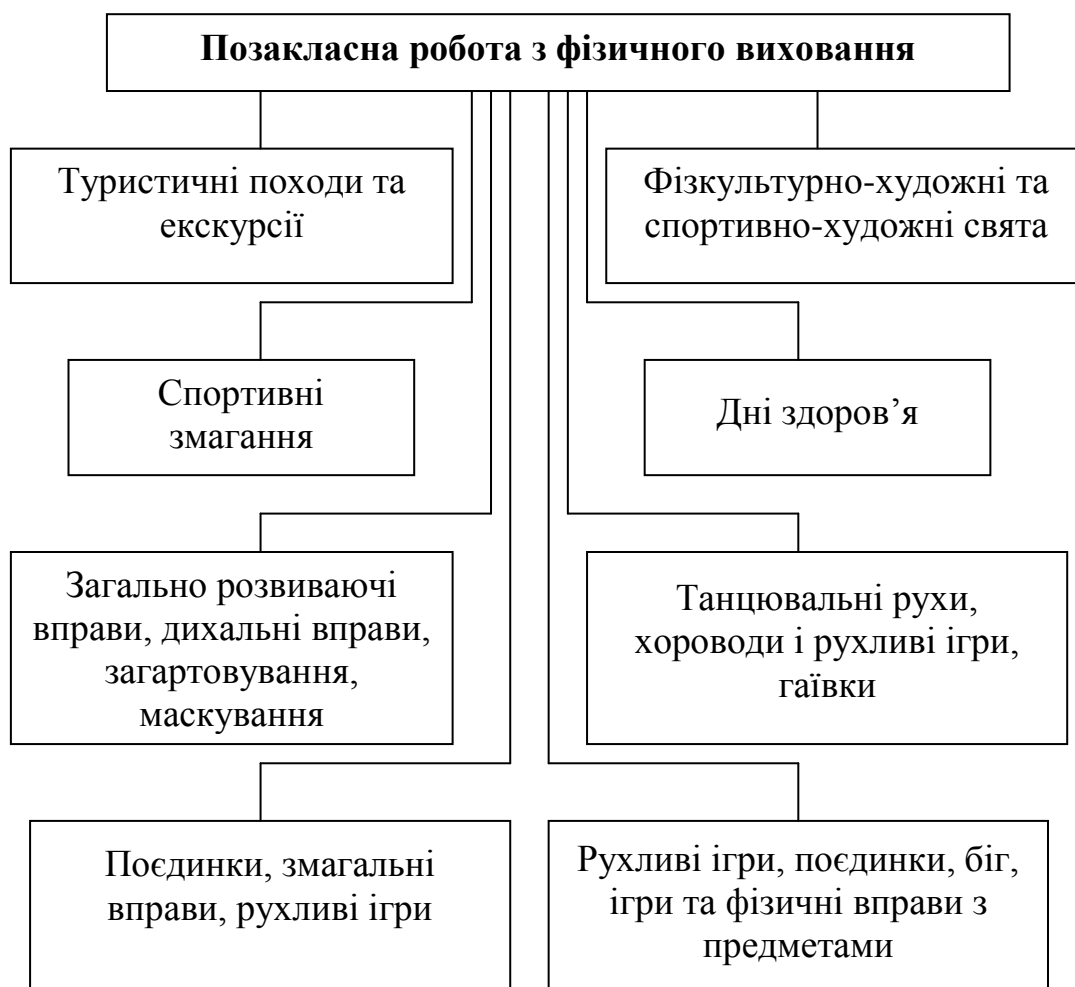 Позакласна робота з фізичного виховання
Туристичні походи та
екскурсії
Фізкультурно-художні та
спортивно-художні свята
Спортивні
змагання
Дні здоров’я
Загально розвиваючі
вправи, дихальні вправи,
загартовування,
маскування
Танцювальні рухи,
хороводи і рухливі ігри,
гаївки
Поєдинки, змагальні
вправи, рухливі ігри
Рухливі ігри, поєдинки, біг,
ігри та фізичні вправи з
предметами